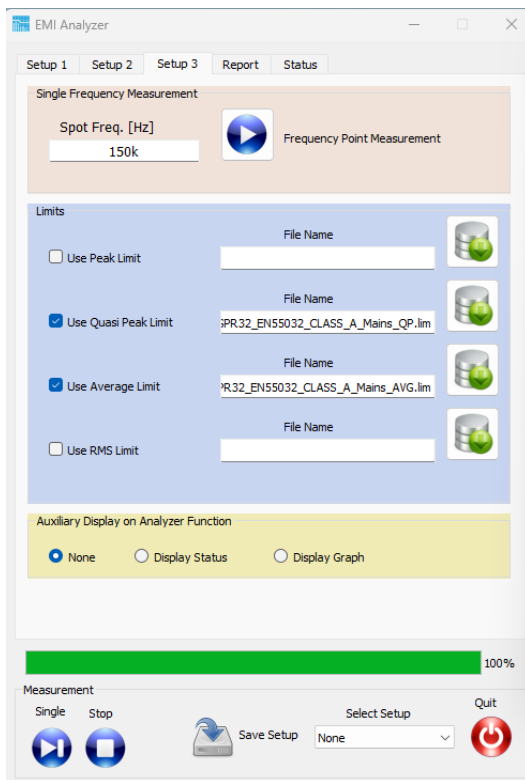 EMI Analyzer
Setup 1 Setup 2 Setup 3 Report Status
Single Frequency Measurement
Spot Freq. [Hz]
150k
Frequency Point Measurement
Limits
File Name
Use Peak Limit
File Name
Use Quasi Peak Limit
SPR32_EN55032_CLASS_A_Mains_QP.lim
File Name
Use Average Limit
PR32_EN55032_CLASS_A_Mains_AVG.lim
File Name
Use RMS Limit
Auxiliary Display on Analyzer Function
None Display Status Display Graph
100%
Measurement
Single Stop
Save Setup
Select Setup
None
Quit